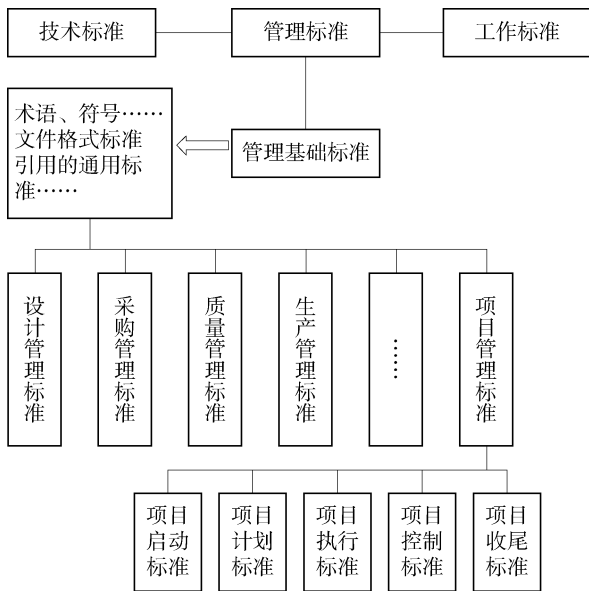 技术标准
管理标准
工作标准
术语、符号……
文件格式标准
引用的通用标
准……
管理基础标准
设计管理标准
采购管理标准
质量管理标准
生产管理标准
……
项目管理标准
项目
启动
标准
项目
计划
标准
项目
执行
标准
项目
控制
标准
项目
收尾
标准